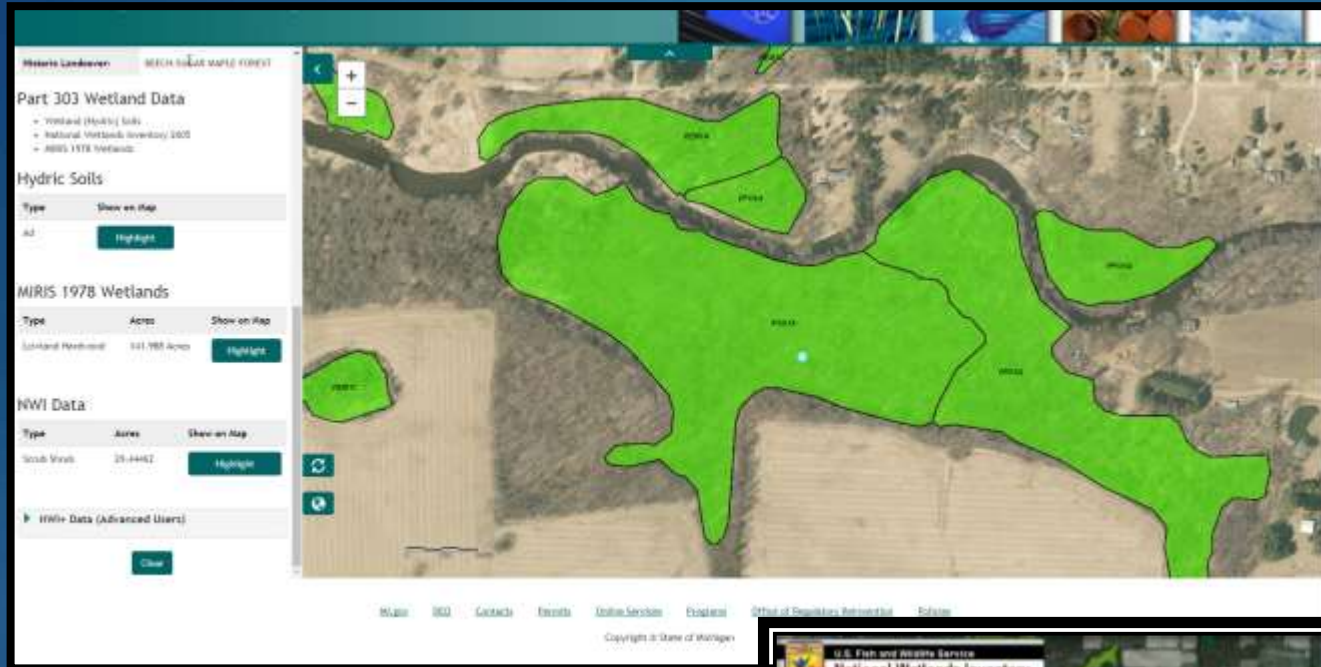 Historic Landcover: BEECH SUGAR MAPLE FOREST
Part 303 Wetland Data
Wetland (Hydric) Soils
National Wetlands Inventory 2005
MIRIS 1978 Wetlands
Hydric Soils
Type Show on Map
Highlight
MIRIS 1978 Wetlands
Type Acres Show on Map
Lowland Hardwood Acres Highlight
NWI Data
Type Acres Show on Map
Scrub Shrub Highlight
NWI+ Data (Advanced Users)
Clear
+
−
MI.gov DEQ Contacts Permits Online Services Programs Office of Regulatory Reinvention Policies
Copyright © State of Michigan
U.S. Fish and Wildlife Service
National Wetlands Inventory